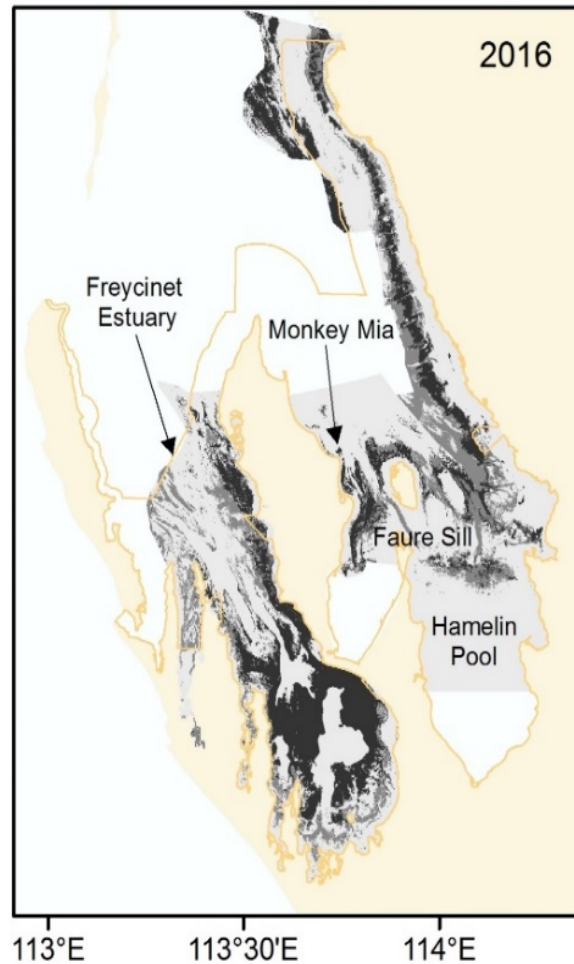 2016
Freycinet
Estuary
Monkey Mia
Faure Sill
Hamelin
Pool
113°E
113°30'E
114°E